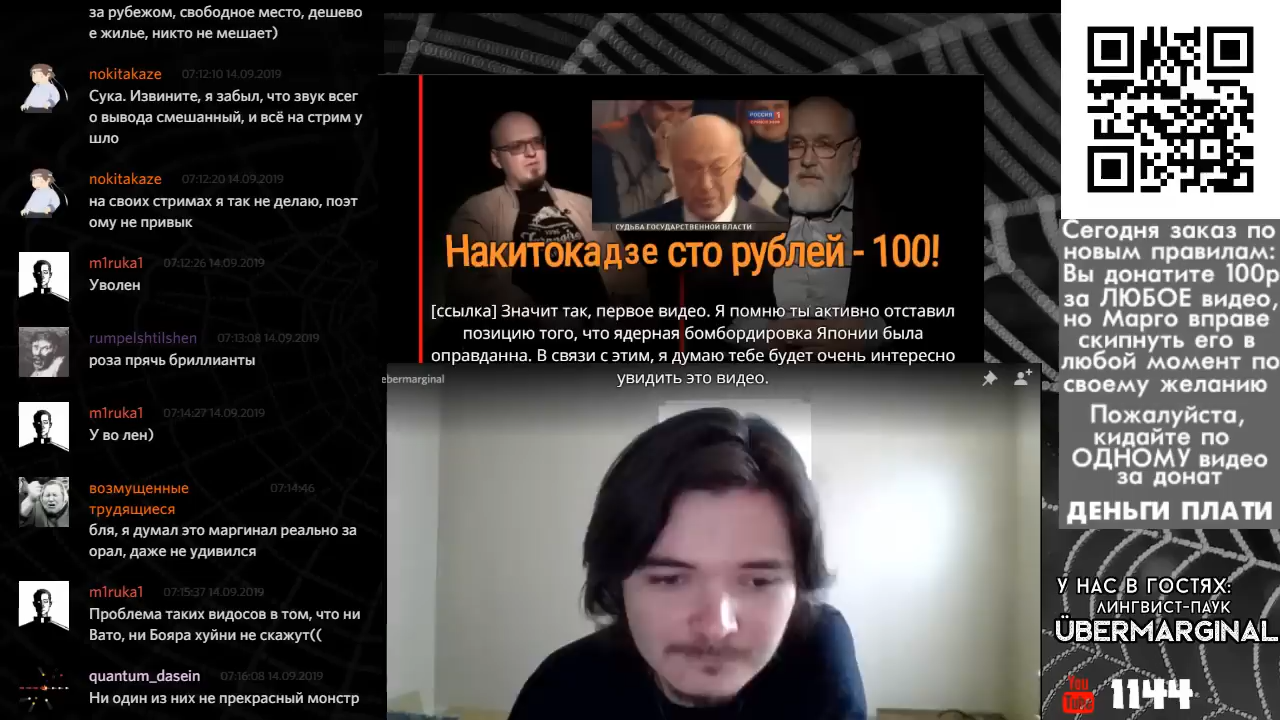 за рубежом, свободное место, дешево
е жилье, никто не мешает)
nokitakaze 07:12:10 14.09.2019
Сука. Извините, я забыл, что звук всег
о вывода смешанный, и всё на стрим у
шло
nokitakaze 07:12:20 14.09.2019
на своих стримах я так не делаю, поэт
ому не привык
m1ruka1 07:12:26 14.09.2019
Уволен
rumpelshtilshen 07:13:08 14.09.2019
роза прячь бриллианты
m1ruka1 07:14:27 14.09.2019
У во лен)
возмущенные 07:14:46
трудящиеся
бля, я думал это маргинал реально за
орал, даже не удивился
m1ruka1 07:15:37 14.09.2019
Проблема таких видосов в том, что ни
Вато, ни Бояра хуйни не скажут((
quantum_dasein 07:16:08 14.09.2019
Ни один из них не прекрасный монстр
РОССИЯ 1
СУДЬБА ГОСУДАРСТВЕННОЙ ВЛАСТИ
Накитокадзе сто рублей - 100!
[ссылка] Значит так, первое видео. Я помню ты активно отставил
позицию того, что ядерная бомбордировка Японии была
оправданна. В связи с этим, я думаю тебе будет очень интересно
увидить это видео.
ebermarginal
Сегодня заказ по
новым правилам:
Вы донатите 100р
за ЛЮБОЕ видео,
но Марго вправе
скипнуть его в
любой момент по
своему желанию
Пожалуйста,
кидайте по
ОДНОМУ видео
за донат
ДЕНЬГИ ПЛАТИ
У НАС В ГОСТЯХ:
ЛИНГВИСТ-ПАУК
ÜBERMARGINAL
You
Tube 1144